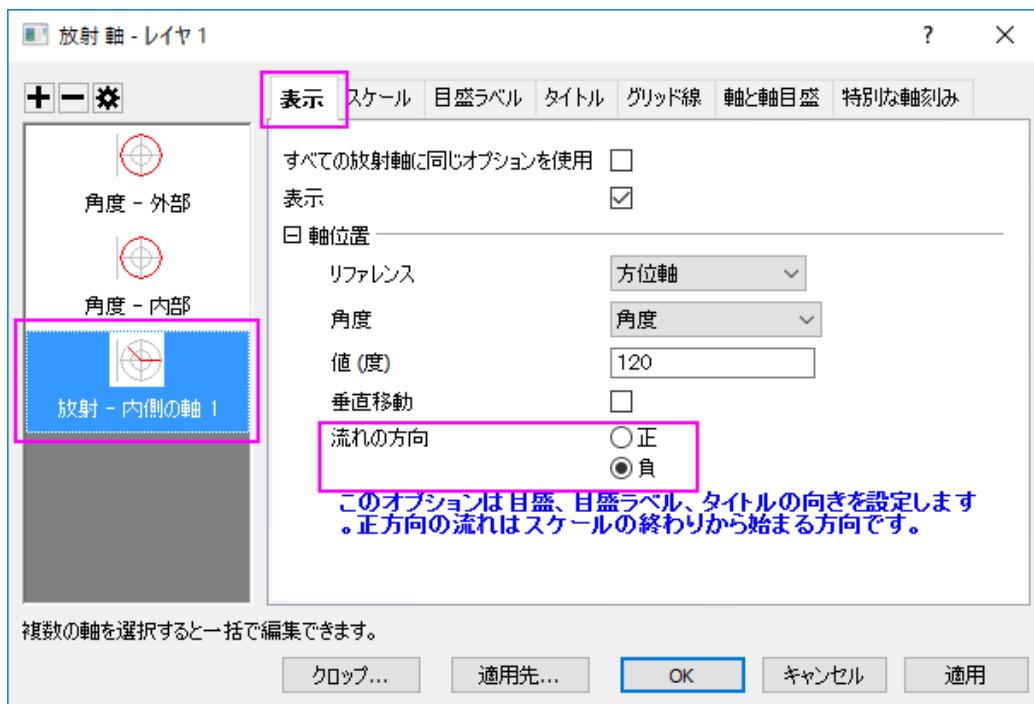 放射 軸 - レイヤ 1
表示 スケール 目盛ラベル タイトル グリッド線 軸と軸目盛 特別な軸刻み
角度 - 外部
角度 - 内部
放射 - 内側の軸 1
すべての放射軸に同じオプションを使用
表示
軸位置
リファレンス 方位軸
角度 角度
値 (度) 120
垂直移動
流れの方向 正
負
このオプションは目盛、目盛ラベル、タイトルの向きを設定します
。正方向の流れはスケールの終わりから始まる方向です。
複数の軸を選択すると一括で編集できます。
クロップ... 適用先... OK キャンセル 適用